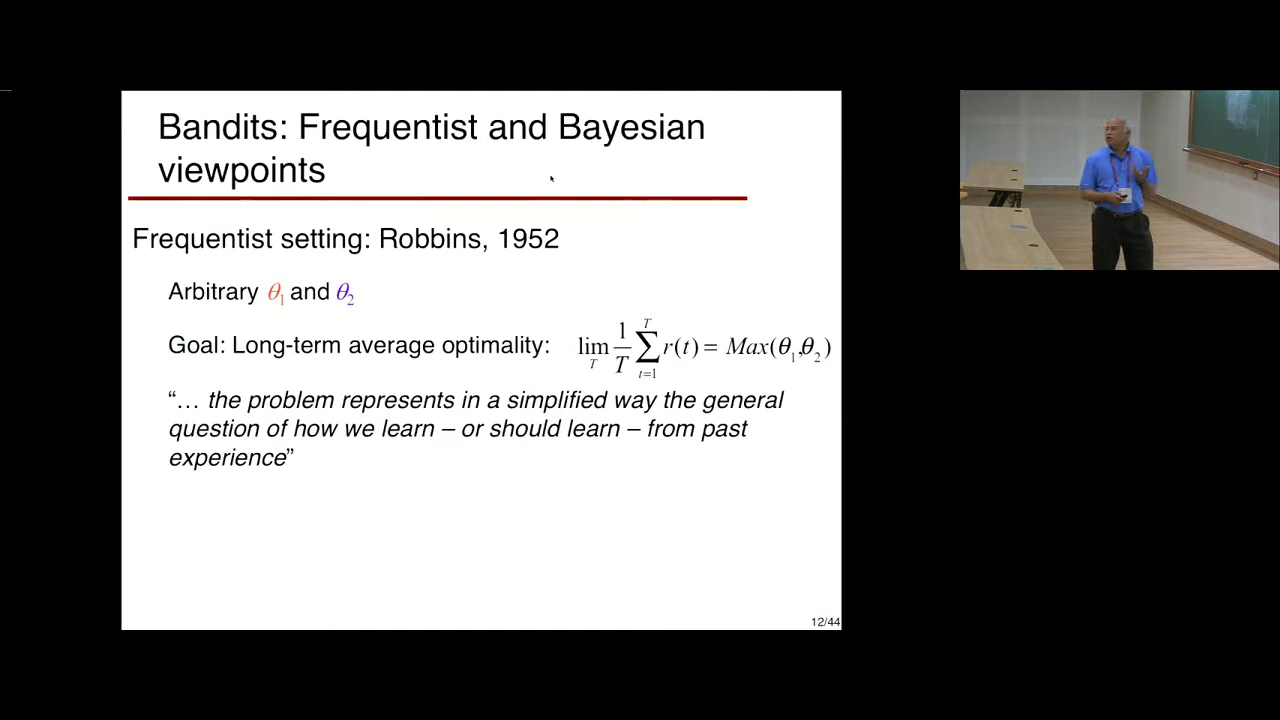 Bandits: Frequentist and Bayesian
viewpoints
Frequentist setting: Robbins, 1952
Arbitrary θ₁ and θ₂
Goal: Long-term average optimality: lim_T 1/T ∑_{t=1}^{T} r(t) = Max(θ₁,θ₂)
“… the problem represents in a simplified way the general
question of how we learn – or should learn – from past
experience”
12/44